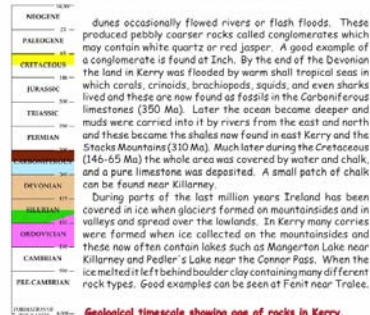 NEOGENE
PALEOGENE
CRETACEOUS
JURASSIC
TRIASSIC
PERMIAN
CARBONIFEROUS
DEVONIAN
SILURIAN
ORDOVICIAN
CAMBRIAN
PRE-CAMBRIAN
dunes occasionally flowed rivers or flash floods. These
produced pebbly coarser rocks called conglomerates which
may contain white quartz or red jasper. A good example of
a conglomerate is found at Inch. By the end of the Devonian
the land in Kerry was flooded by warm shall tropical seas in
which corals, crinoids, brachiopods, squids, and even sharks
lived and these are now found as fossils in the Carboniferous
limestones (350 Ma). Later the ocean became deeper and
muds were carried into it by rivers from the east and north
and these became the shales now found in east Kerry and the
Stacks Mountains (310 Ma). Much later during the Cretaceous
(146-65 Ma) the whole area was covered by water and chalk,
and a pure limestone was deposited. A small patch of chalk
can be found near Killarney.
During parts of the last million years Ireland has been
covered in ice when glaciers formed on mountainsides and in
valleys and spread over the lowlands. In Kerry many corries
were formed when ice collected on the mountainsides and
these now often contain lakes such as Mangerton Lake near
Killarney and Pedler's Lake near the Connor Pass. When the
ice melted it left behind boulder clay containing many different
rock types. Good examples can be seen at Fenit near Tralee.
Geological timescale showing age of rocks in Kerry.